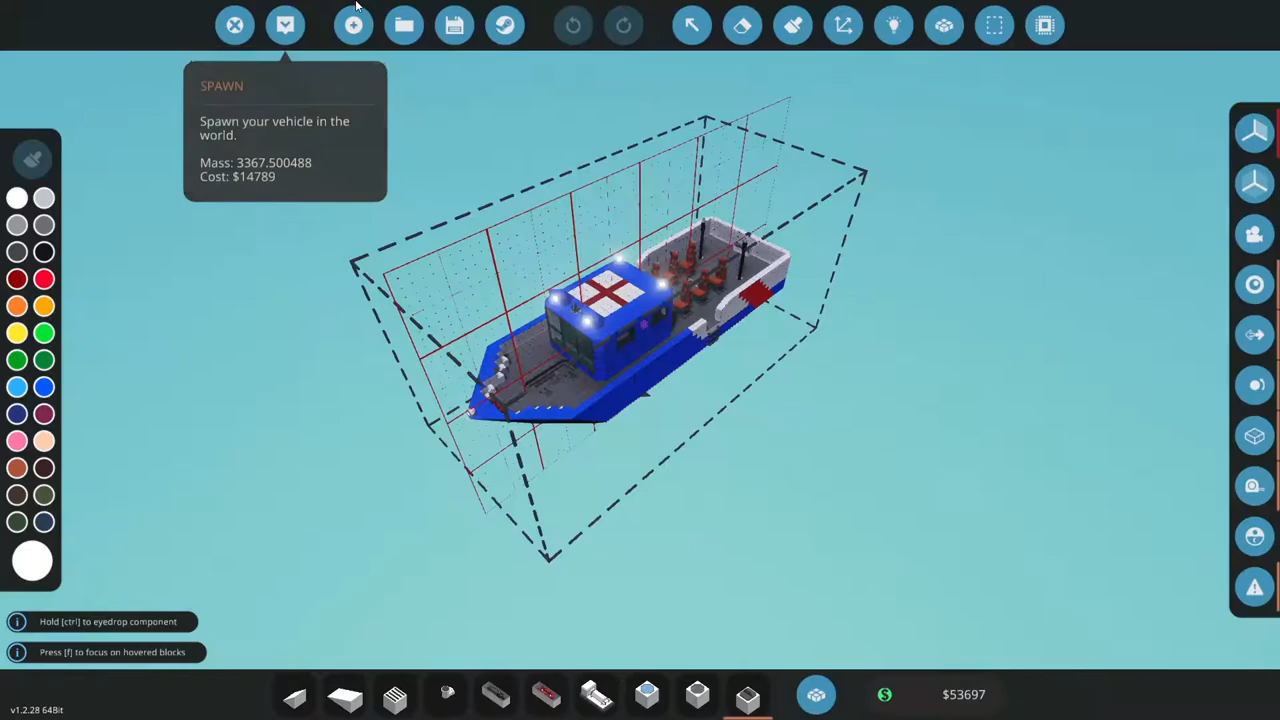 SPAWN
Spawn your vehicle in the
world.
Mass: 3367.500488
Cost: $14789
Hold [ctrl] to eyedrop component
Press [f] to focus on hovered blocks
v1.2.28 64Bit
$53697